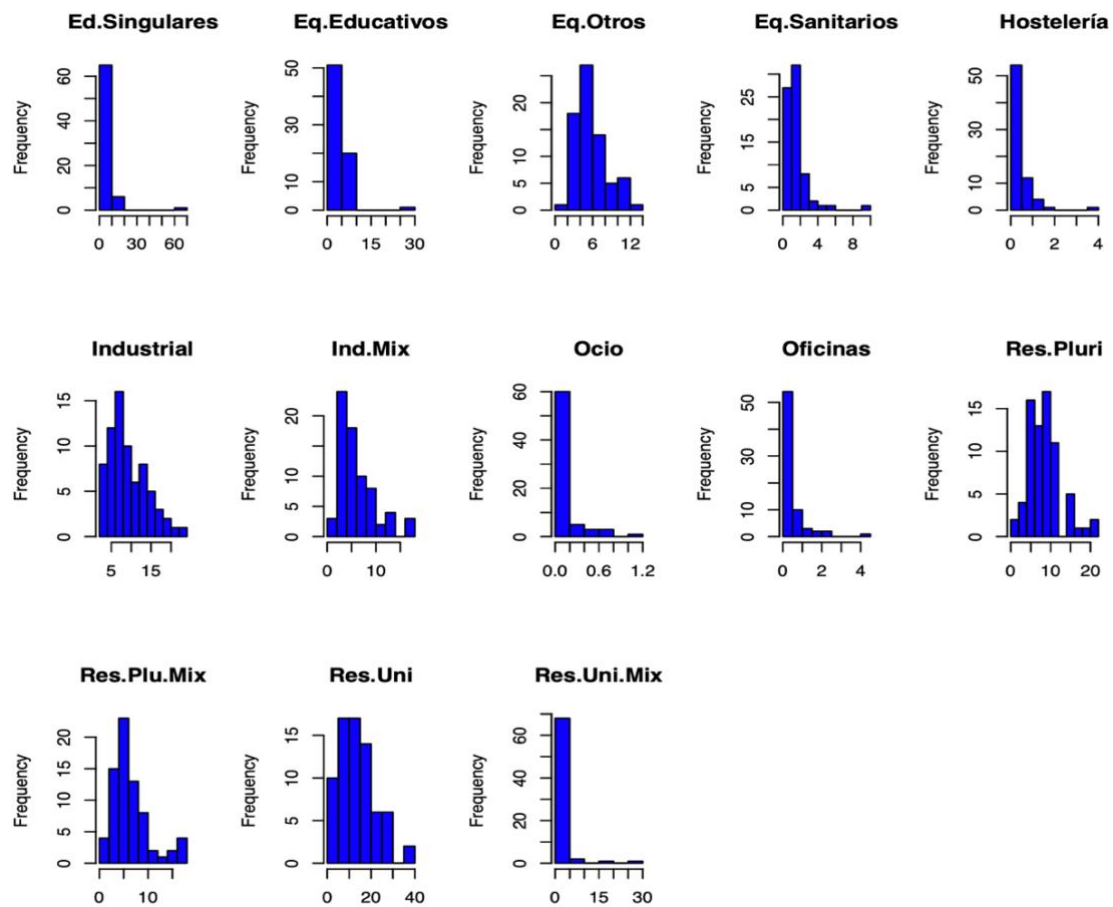 Ed.Singulares Eq.Educativos Eq.Otros Eq.Sanitarios Hostelería
Frequency 0 20 40 60
0 30 60
Frequency 0 10 30 50
0 15 30
Frequency 0 5 10 20
0 6 12
Frequency 0 5 15 25
0 4 8
Frequency 0 10 30 50
0 2 4
Industrial Ind.Mix Ocio Oficinas Res.Pluri
Frequency 0 5 10 15
5 15
Frequency 0 5 10 20
0 10
Frequency 0 20 40 60
0.0 0.6 1.2
Frequency 0 10 30 50
0 2 4
Frequency 0 5 10 15
0 10 20
Res.Plu.Mix Res.Uni Res.Uni.Mix
Frequency 0 5 10 15 20
0 10
Frequency 0 5 10 15
0 20 40
Frequency 0 20 40 60
0 15 30